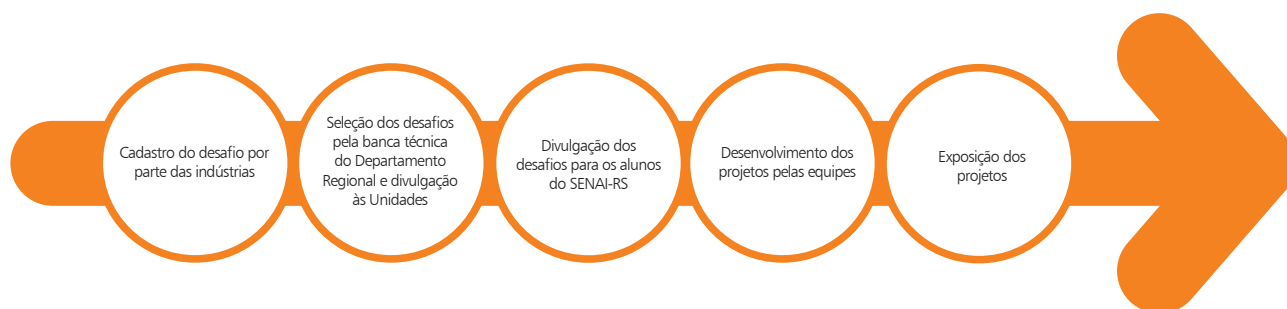 Cadastro do desafio por
parte das indústrias
Seleção dos desafios
pela banca técnica
do Departamento
Regional e divulgação
às Unidades
Divulgação dos
desafios para os alunos
do SENAI-RS
Desenvolvimento dos
projetos pelas equipes
Exposição dos
projetos